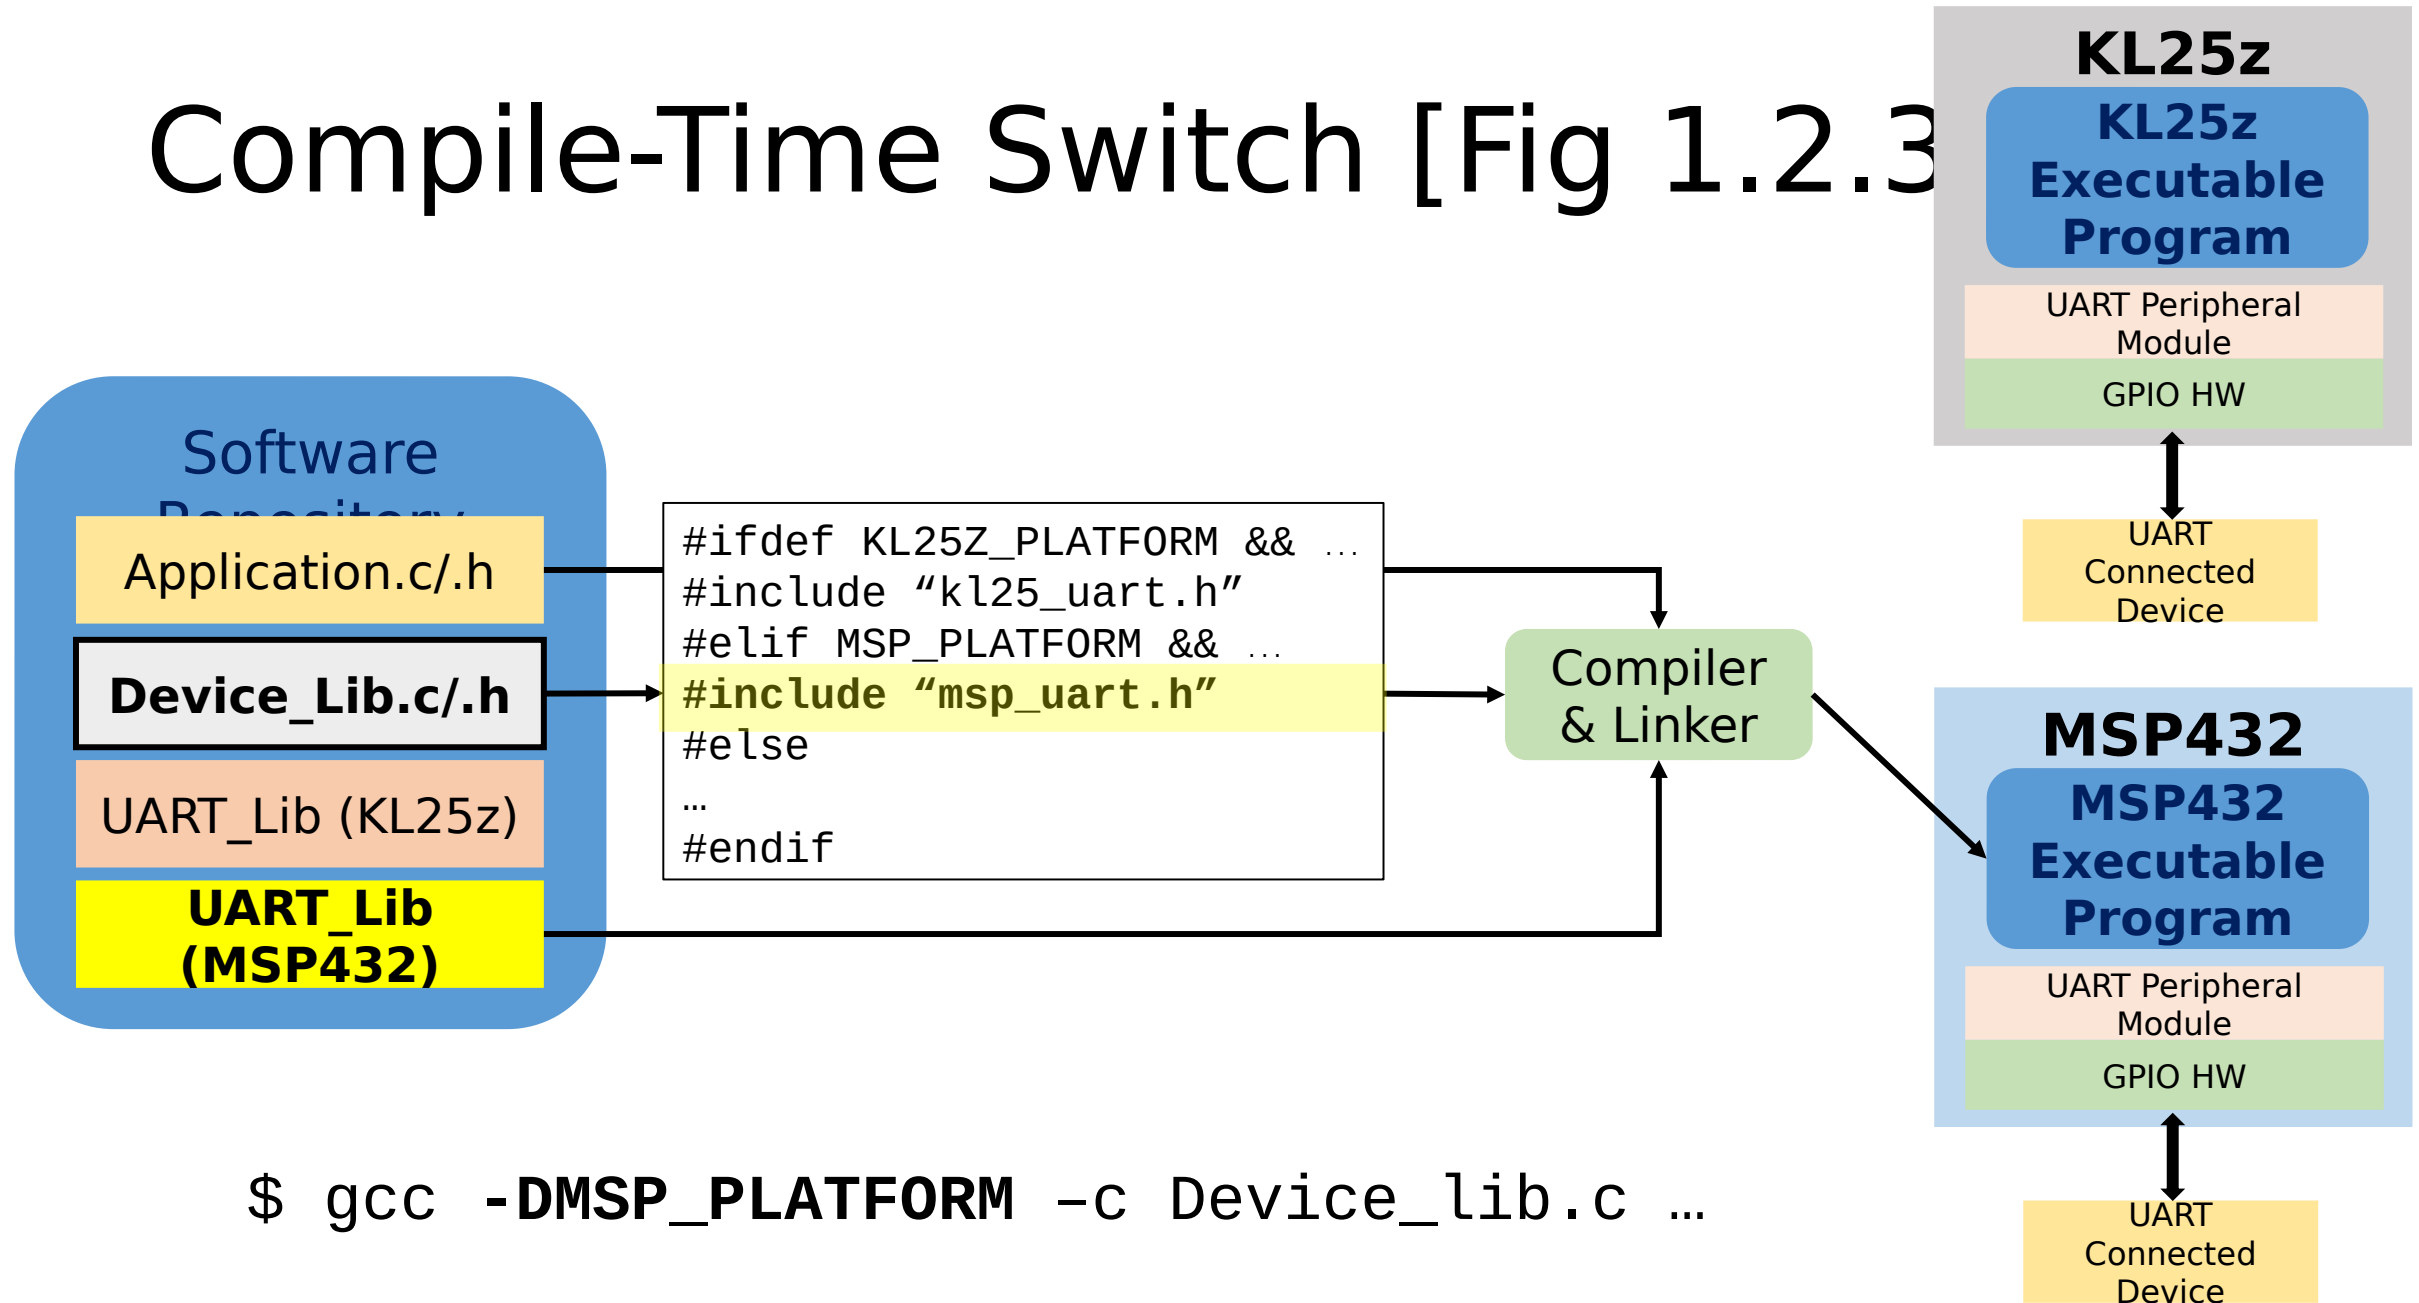 Compile-Time Switch [Fig 1.2.3
KL25z
KL25z
Executable
Program
UART Peripheral
Module
GPIO HW
UART
Connected
Device
Software
Repository
Application.c/.h
Device_Lib.c/.h
UART_Lib (KL25z)
UART_Lib
(MSP432)
#ifdef KL25Z_PLATFORM && …
#include “kl25_uart.h”
#elif MSP_PLATFORM && …
#include “msp_uart.h”
#else
…
#endif
Compiler
& Linker
MSP432
MSP432
Executable
Program
UART Peripheral
Module
GPIO HW
UART
Connected
Device
$ gcc -DMSP_PLATFORM –c Device_lib.c …